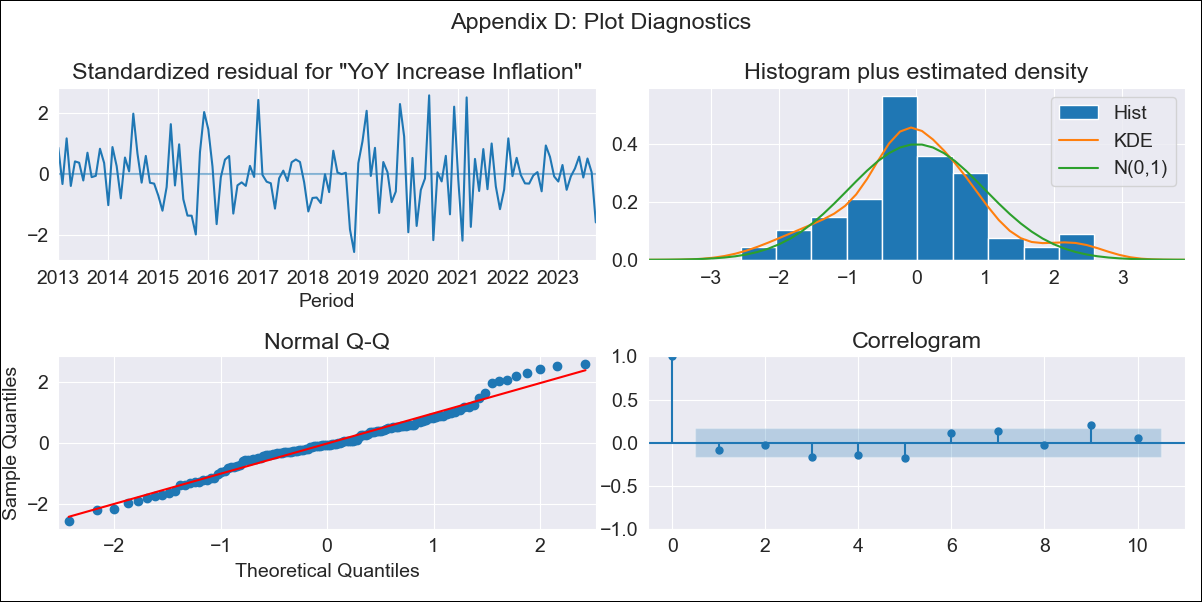 Appendix D: Plot Diagnostics
Standardized residual for "YoY Increase Inflation"
2
0
−2
2013 2014 2015 2016 2017 2018 2019 2020 2021 2022 2023
Period
Histogram plus estimated density
Hist
KDE
N(0,1)
0.4
0.2
0.0
−3 −2 −1 0 1 2 3
Normal Q-Q
Sample Quantiles
2
0
−2
−2 −1 0 1 2
Theoretical Quantiles
Correlogram
1.0
0.5
0.0
−0.5
−1.0
0 2 4 6 8 10